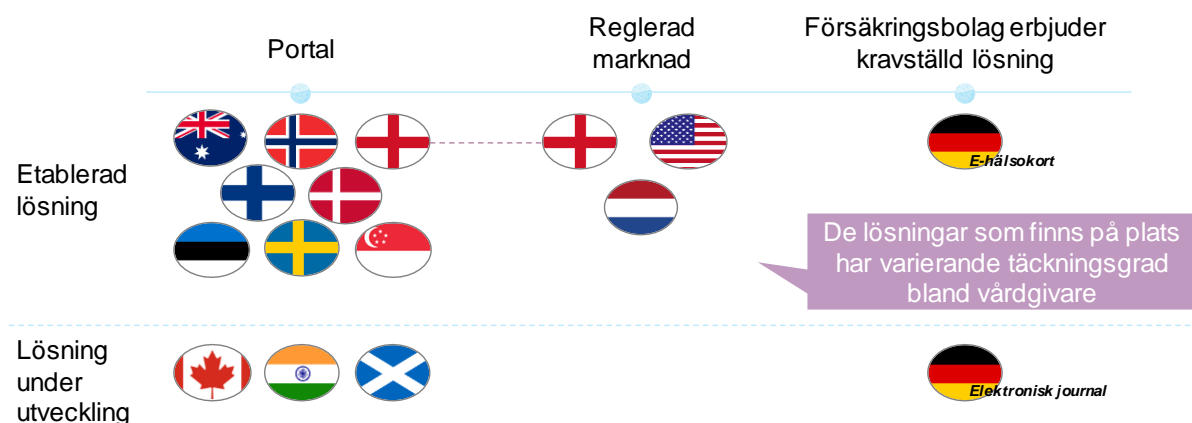 Portal
Reglerad
marknad
Försäkringsbolag erbjuder
kravställd lösning
Etablerad
lösning
E-hälsokort
De lösningar som finns på plats
har varierande täckningsgrad
bland vårdgivare
Lösning
under
utveckling
Elektronisk journal